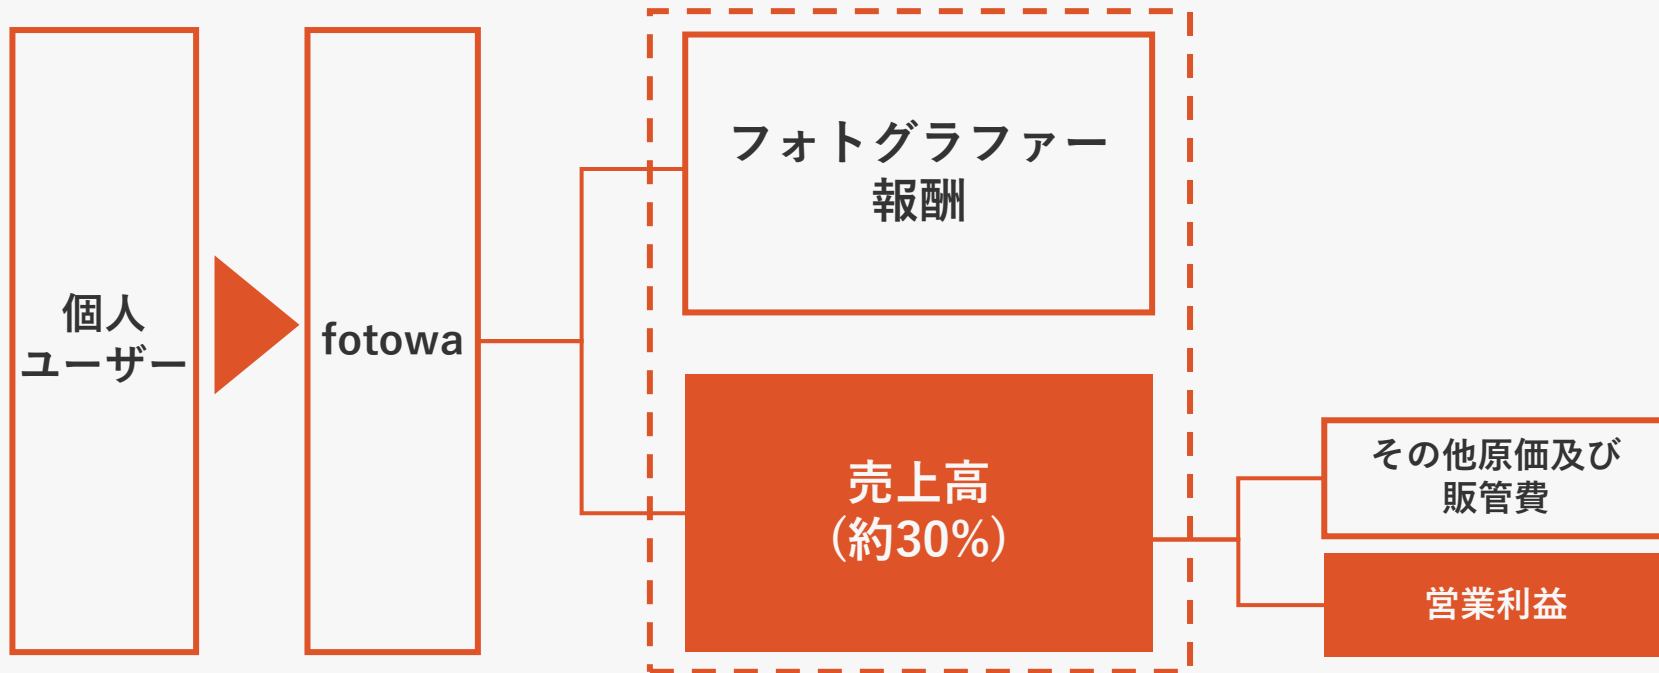 個人
ユーザー
fotowa
フォトグラファー
報酬
売上高
(約30%)
その他原価及び
販管費
営業利益